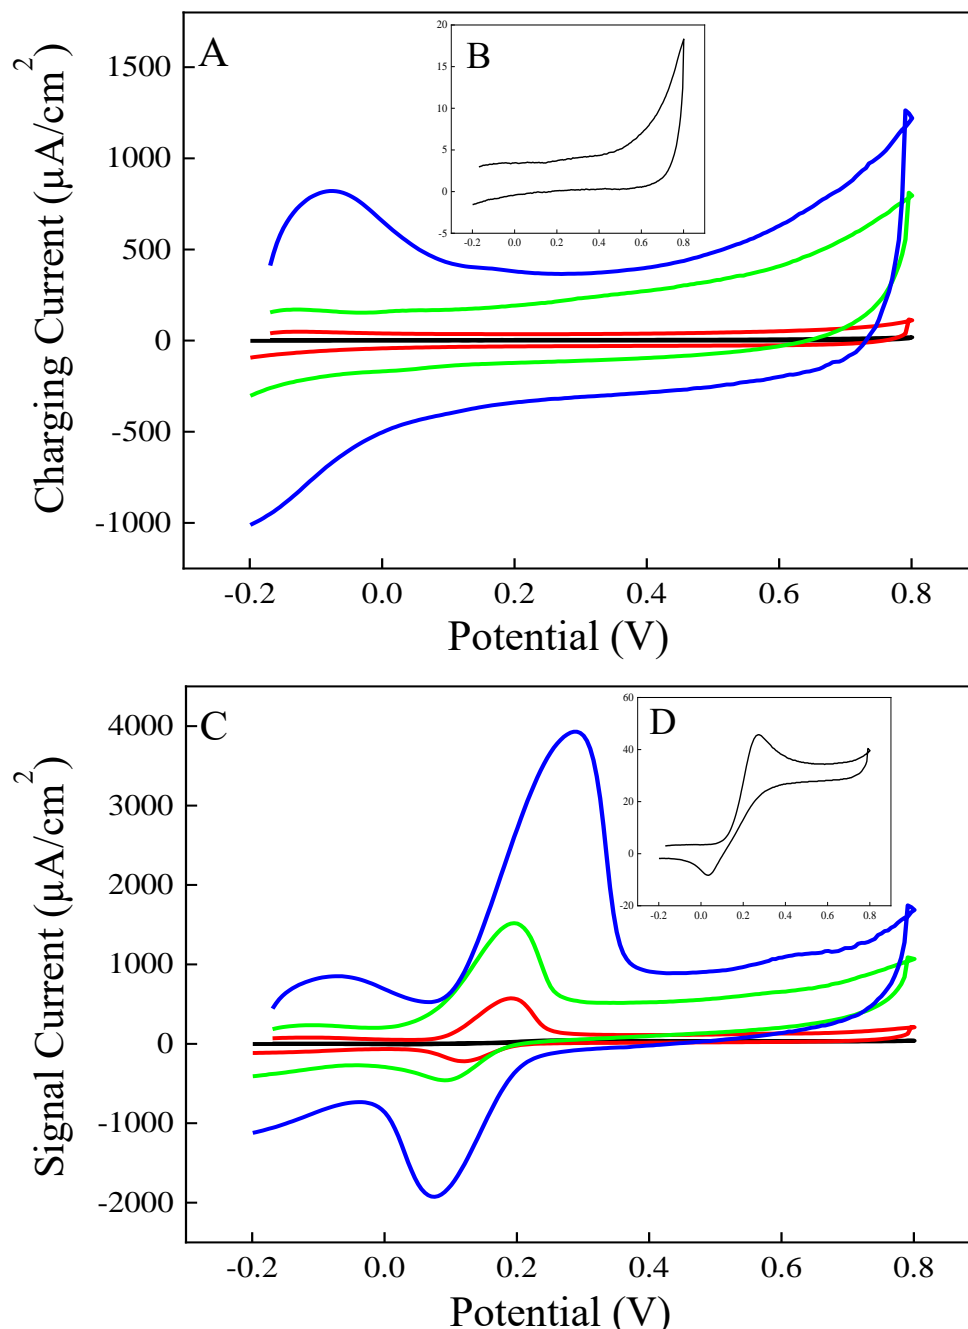 A
B
20
15
10
5
0
-5
-0.2 0.0 0.2 0.4 0.6 0.8
1500
1000
500
0
-500
-1000
Charging Current (µA/cm²)
-0.2 0.0 0.2 0.4 0.6 0.8
Potential (V)
C
D
60
40
20
0
-20
-0.2 0.0 0.2 0.4 0.6 0.8
4000
3000
2000
1000
0
-1000
-2000
Signal Current (µA/cm²)
-0.2 0.0 0.2 0.4 0.6 0.8
Potential (V)